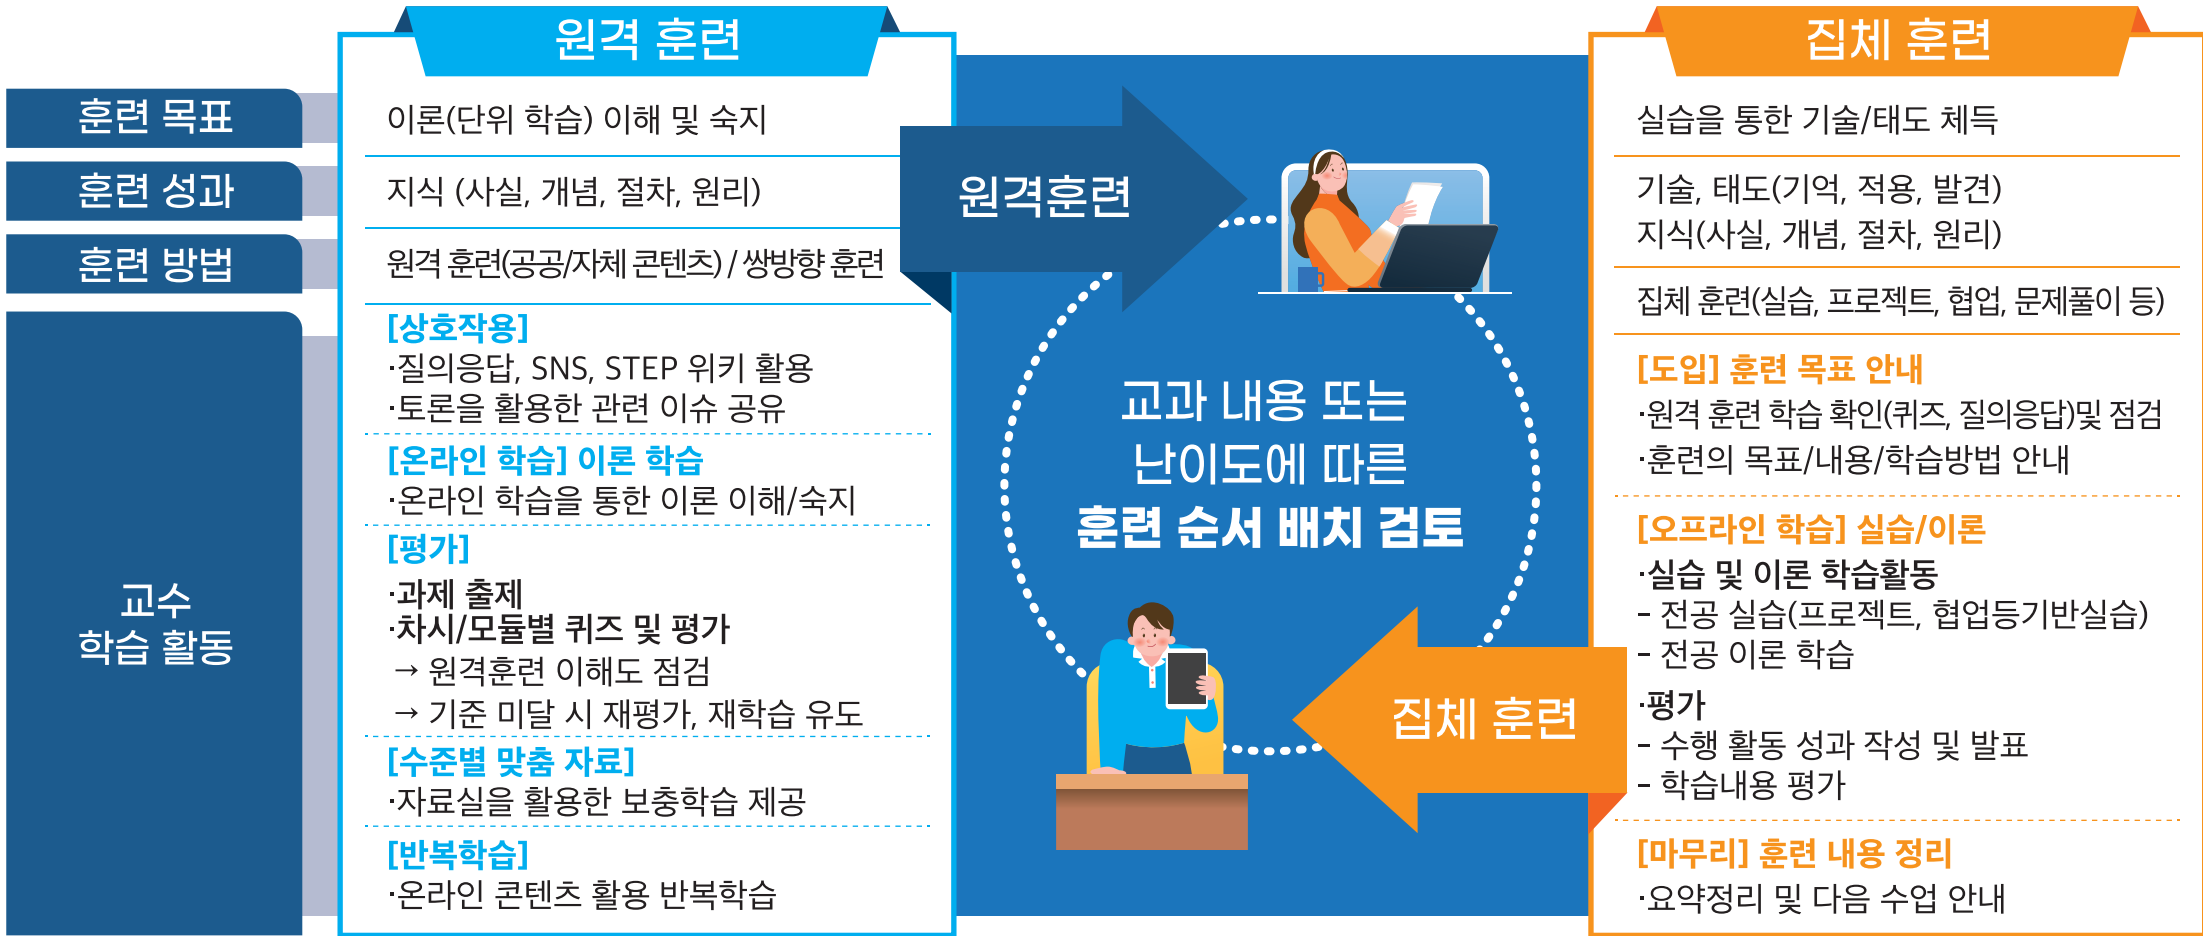 훈련 목표
훈련 성과
훈련 방법
교수
학습 활동
원격 훈련
이론(단위 학습) 이해 및 숙지
지식 (사실, 개념, 절차, 원리)
원격 훈련(공공/자체 콘텐츠) / 쌍방향 훈련
[상호작용]
·질의응답, SNS, STEP 위키 활용
·토론을 활용한 관련 이슈 공유
[온라인 학습] 이론 학습
·온라인 학습을 통한 이론 이해/숙지
[평가]
·과제 출제
·차시/모듈별 퀴즈 및 평가
→ 원격훈련 이해도 점검
→ 기준 미달 시 재평가, 재학습 유도
[수준별 맞춤 자료]
·자료실을 활용한 보충학습 제공
[반복학습]
·온라인 콘텐츠 활용 반복학습
원격훈련
교과 내용 또는
난이도에 따른
훈련 순서 배치 검토
집체 훈련
집체 훈련
실습을 통한 기술/태도 체득
기술, 태도(기억, 적용, 발견)
지식(사실, 개념, 절차, 원리)
집체 훈련(실습, 프로젝트, 협업, 문제풀이 등)
[도입] 훈련 목표 안내
·원격 훈련 학습 확인(퀴즈, 질의응답)및 점검
·훈련의 목표/내용/학습방법 안내
[오프라인 학습] 실습/이론
·실습 및 이론 학습활동
– 전공 실습(프로젝트, 협업등기반실습)
– 전공 이론 학습
·평가
– 수행 활동 성과 작성 및 발표
– 학습내용 평가
[마무리] 훈련 내용 정리
·요약정리 및 다음 수업 안내